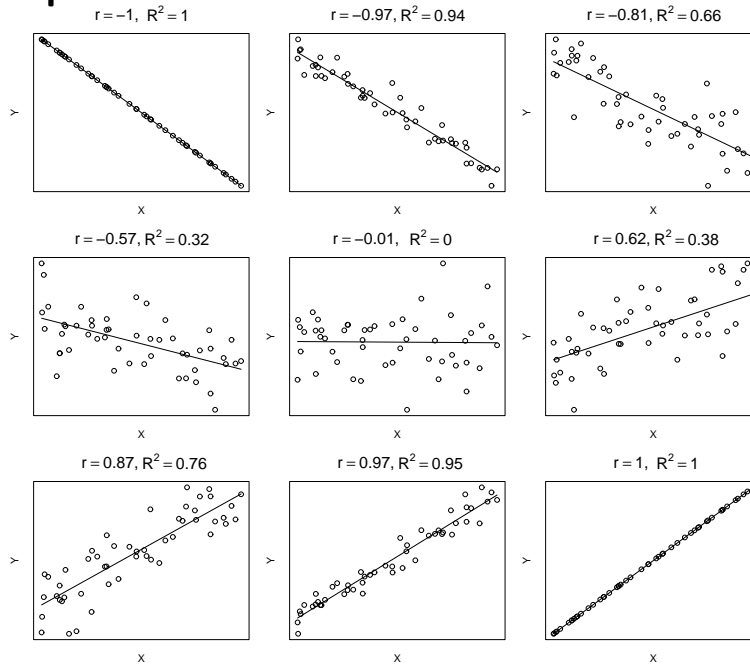 r = −1, R² = 1
r = −0.97, R² = 0.94
r = −0.81, R² = 0.66
Y
X
Y
X
Y
X
r = −0.57, R² = 0.32
r = −0.01, R² = 0
r = 0.62, R² = 0.38
Y
X
Y
X
Y
X
r = 0.87, R² = 0.76
r = 0.97, R² = 0.95
r = 1, R² = 1
Y
X
Y
X
Y
X